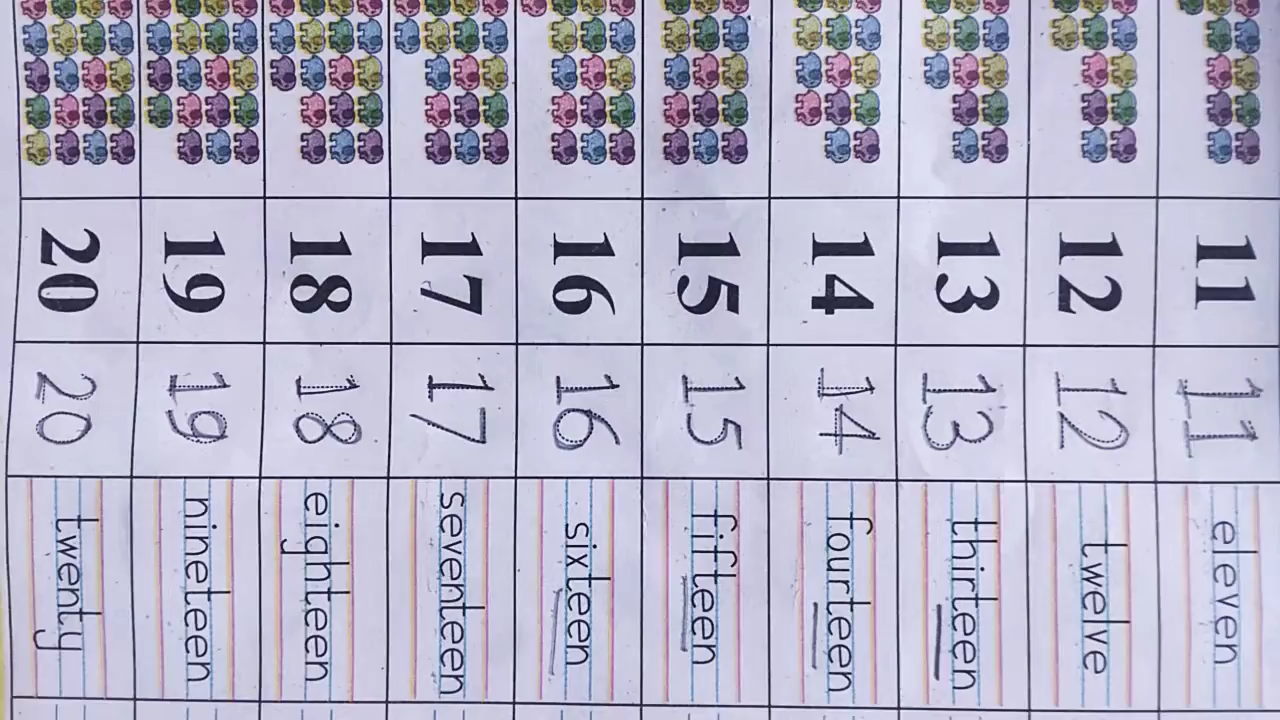 11 11 eleven
12 12 twelve
13 13 thirteen
14 14 fourteen
15 15 fifteen
16 16 sixteen
17 17 seventeen
18 18 eighteen
19 19 nineteen
20 20 twenty